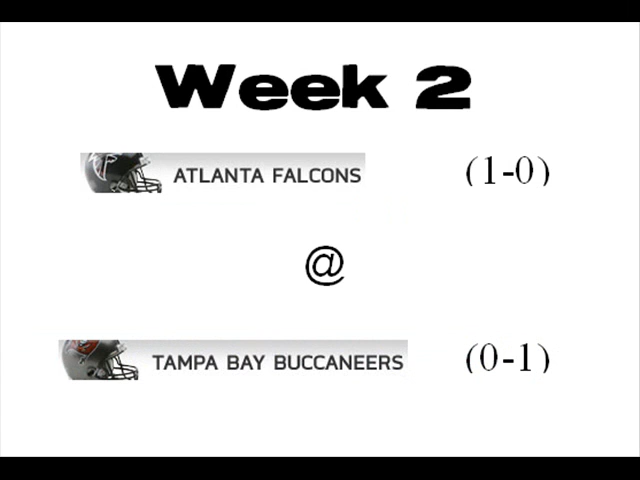 Week 2
ATLANTA FALCONS (1-0)
@
TAMPA BAY BUCCANEERS (0-1)